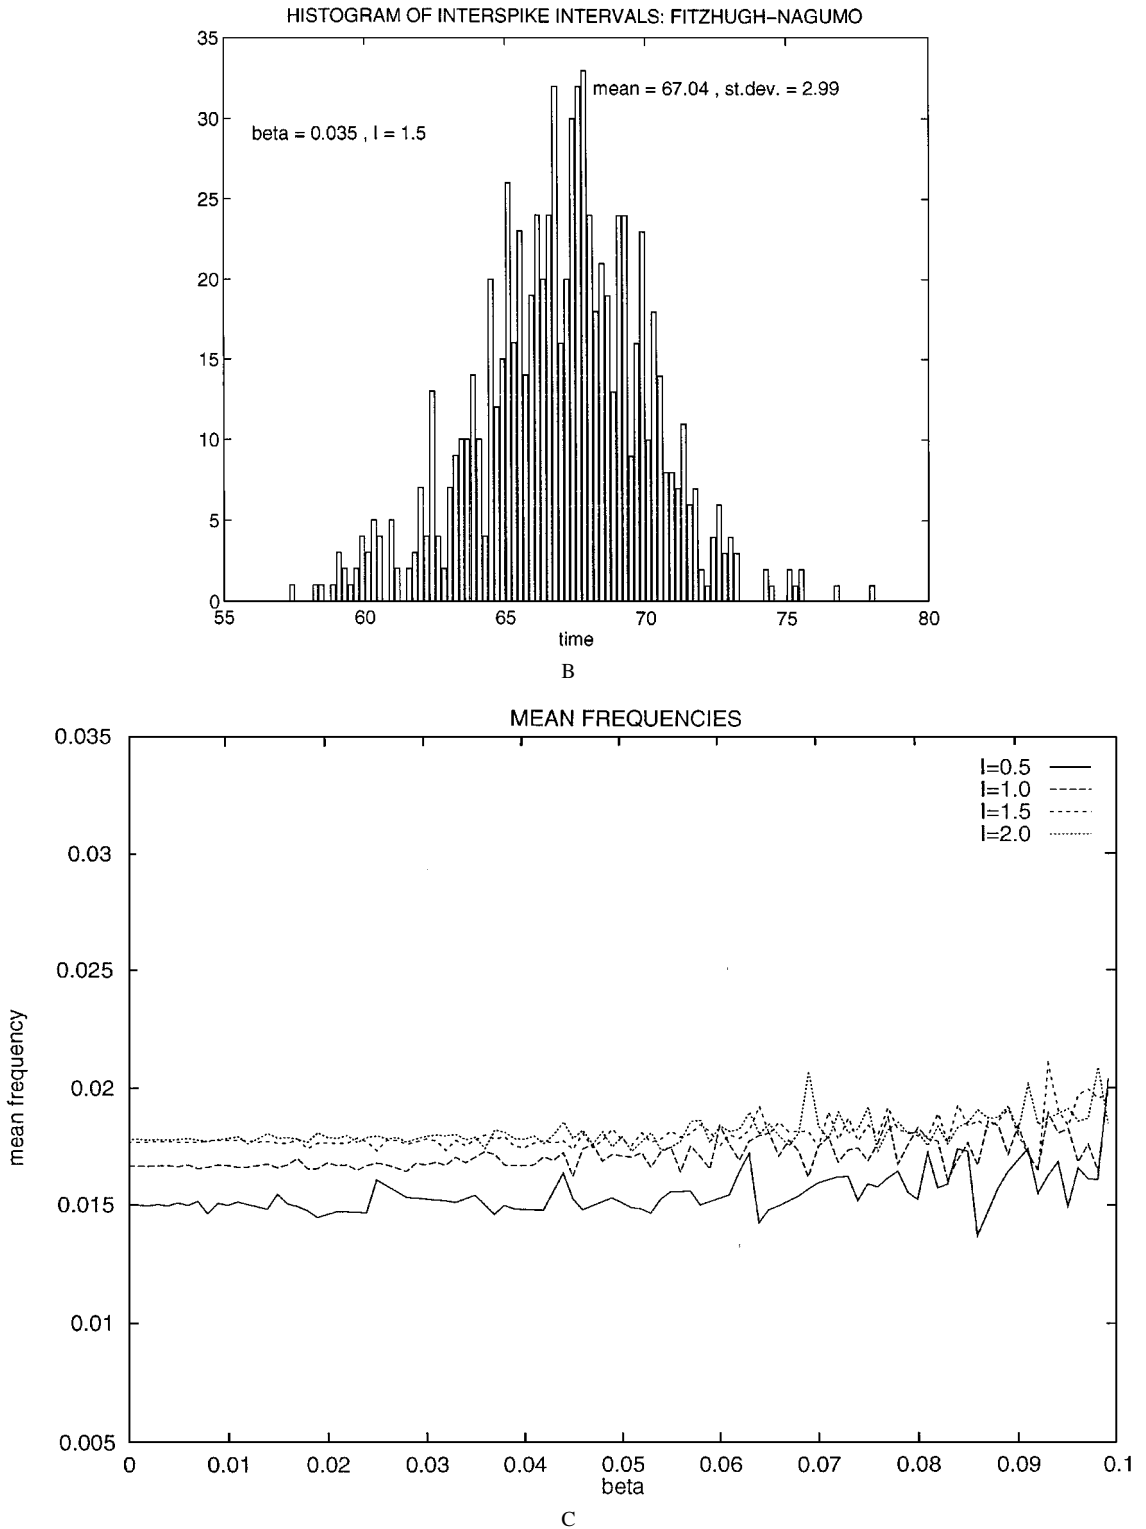 HISTOGRAM OF INTERSPIKE INTERVALS: FITZHUGH-NAGUMO
35
mean = 67.04 , st.dev. = 2.99
30
beta = 0.035 , I = 1.5
25
20
15
10
5
0
55 60 65 70 75 80
time
B
MEAN FREQUENCIES
0.035
I=0.5
I=1.0
I=1.5
I=2.0
0.03
0.025
mean frequency
0.02
0.015
0.01
0.005
0 0.01 0.02 0.03 0.04 0.05 0.06 0.07 0.08 0.09 0.1
beta
C